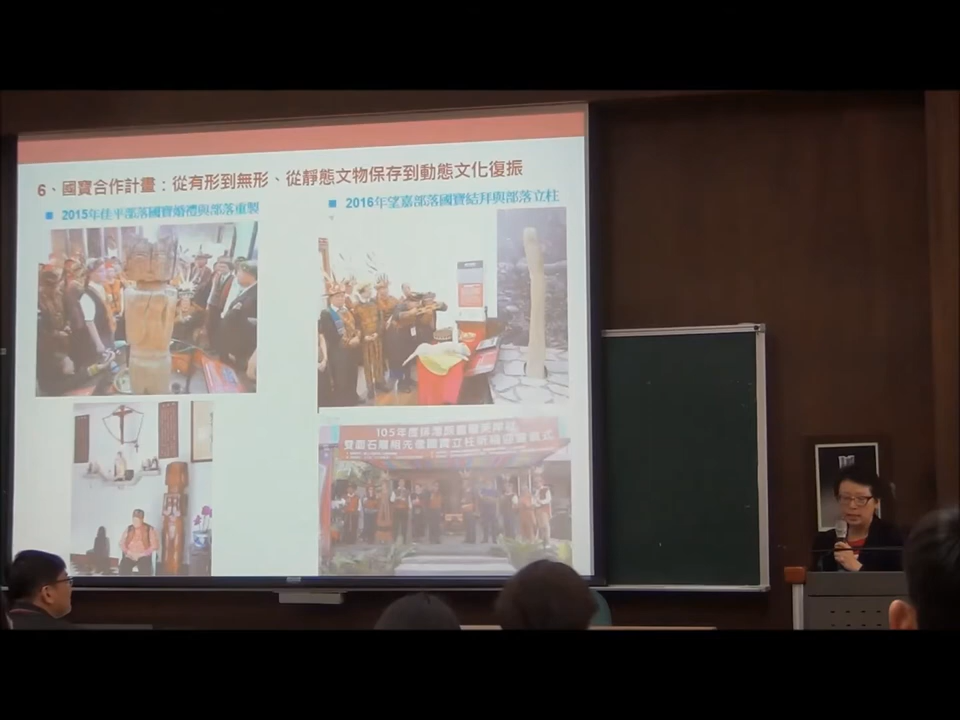 6、國寶合作計畫：從有形到無形、從靜態文物保存到動態文化復振
2015年佳平部落國寶婚禮與部落重製
2016年望嘉部落國寶結拜與部落立柱
105年度排灣族